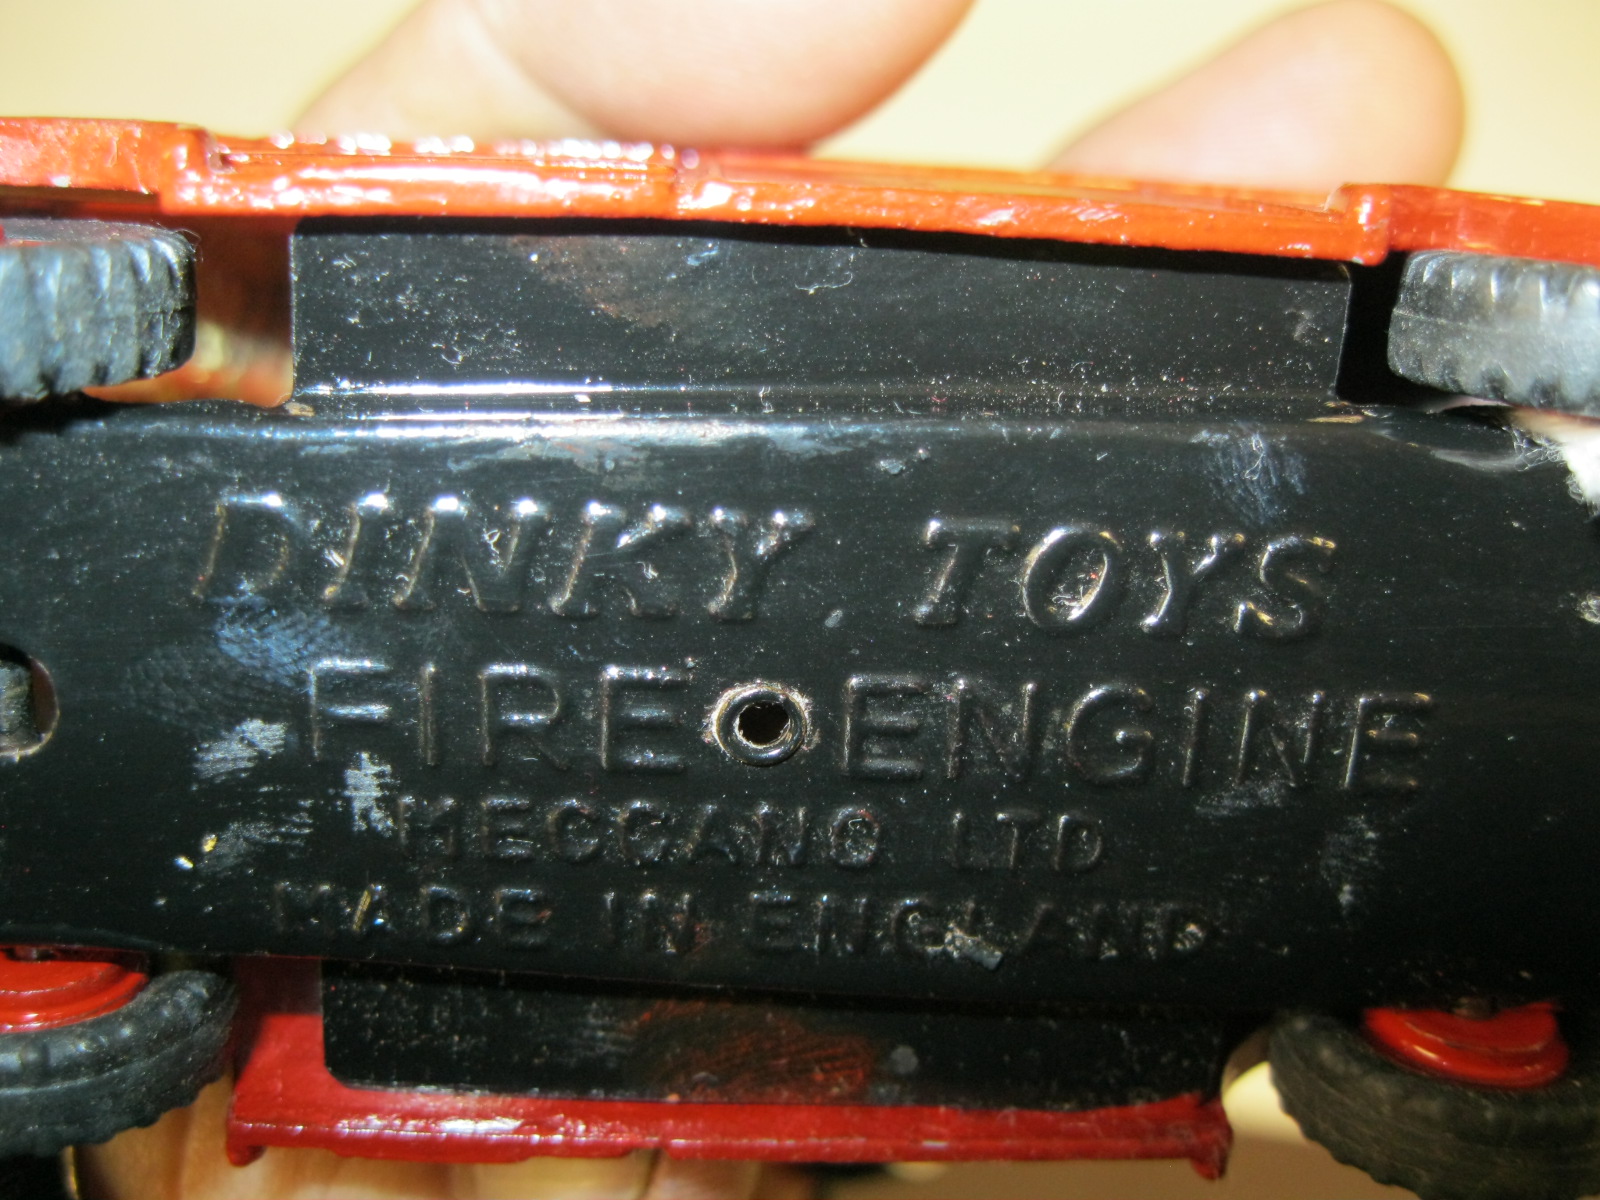 DINKY TOYS
FIRE ENGINE
MECCANO LTD
MADE IN ENGLAND